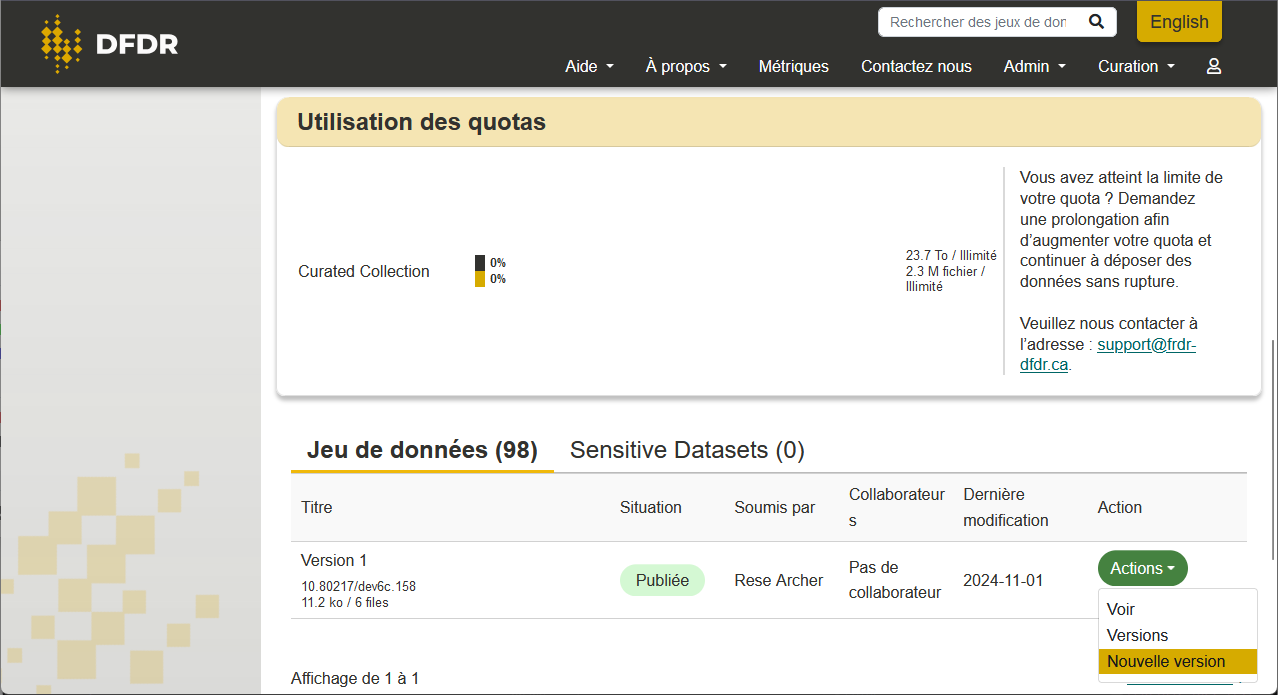 DFDR
Rechercher des jeux de don
English
Aide
À propos
Métriques
Contactez nous
Admin
Curation
Utilisation des quotas
Curated Collection
0%
0%
23.7 To / Illimité
2.3 M fichier /
Illimité
Vous avez atteint la limite de
votre quota ? Demandez
une prolongation afin
d’augmenter votre quota et
continuer à déposer des
données sans rupture.
Veuillez nous contacter à
l’adresse : support@frdr-
dfdr.ca.
Jeu de données (98)
Sensitive Datasets (0)
Titre
Situation
Soumis par
Collaborateur
s
Dernière
modification
Action
Version 1
10.80217/dev6c.158
11.2 ko / 6 files
Publiée
Rese Archer
Pas de
collaborateur
2024-11-01
Actions
Voir
Versions
Nouvelle version
Affichage de 1 à 1